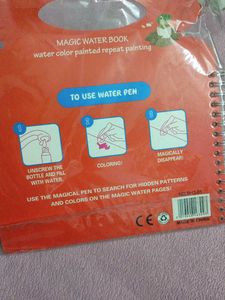 MAGIC WATER BOOK
water color painted repeat painting
TO USE WATER PEN
UNSCREW THE
BOTTLE AND FILL
WITH WATER.
COLORING!
MAGICALLY
DISAPPEAR!
USE THE MAGICAL PEN TO SEARCH FOR HIDDEN PATTERNS
AND COLORS ON THE MAGIC WATER PAGES!
CE
MADE IN CHINA